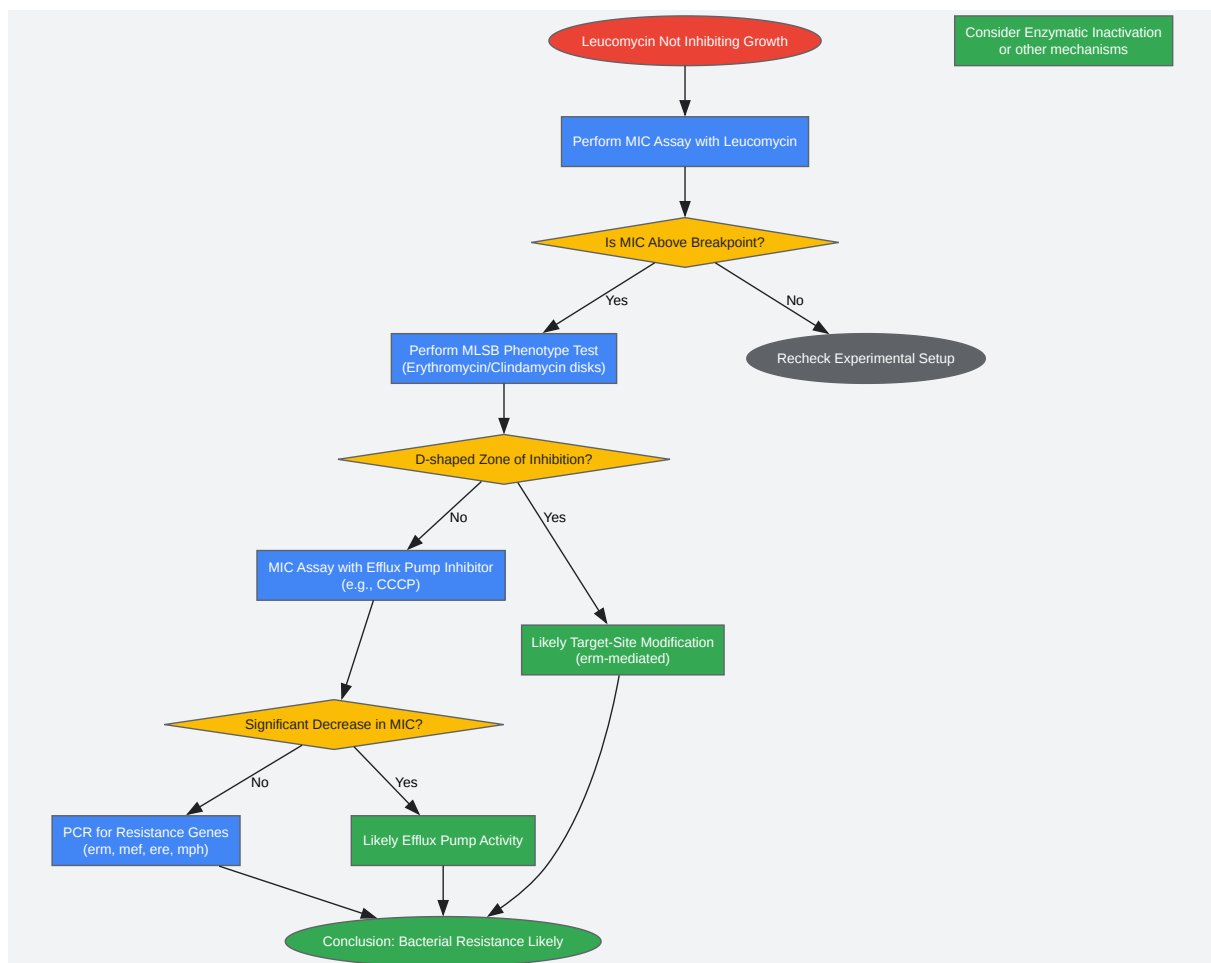 Leucomycin Not Inhibiting Growth
Consider Enzymatic Inactivation
or other mechanisms
Perform MIC Assay with Leucomycin
Is MIC Above Breakpoint?
Yes
No
Perform MLSB Phenotype Test
(Erythromycin/Clindamycin disks)
Recheck Experimental Setup
D-shaped Zone of Inhibition?
No
Yes
MIC Assay with Efflux Pump Inhibitor
(e.g., CCCP)
Likely Target-Site Modification
(erm-mediated)
Significant Decrease in MIC?
No
Yes
PCR for Resistance Genes
(erm, mef, ere, mph)
Likely Efflux Pump Activity
Conclusion: Bacterial Resistance Likely